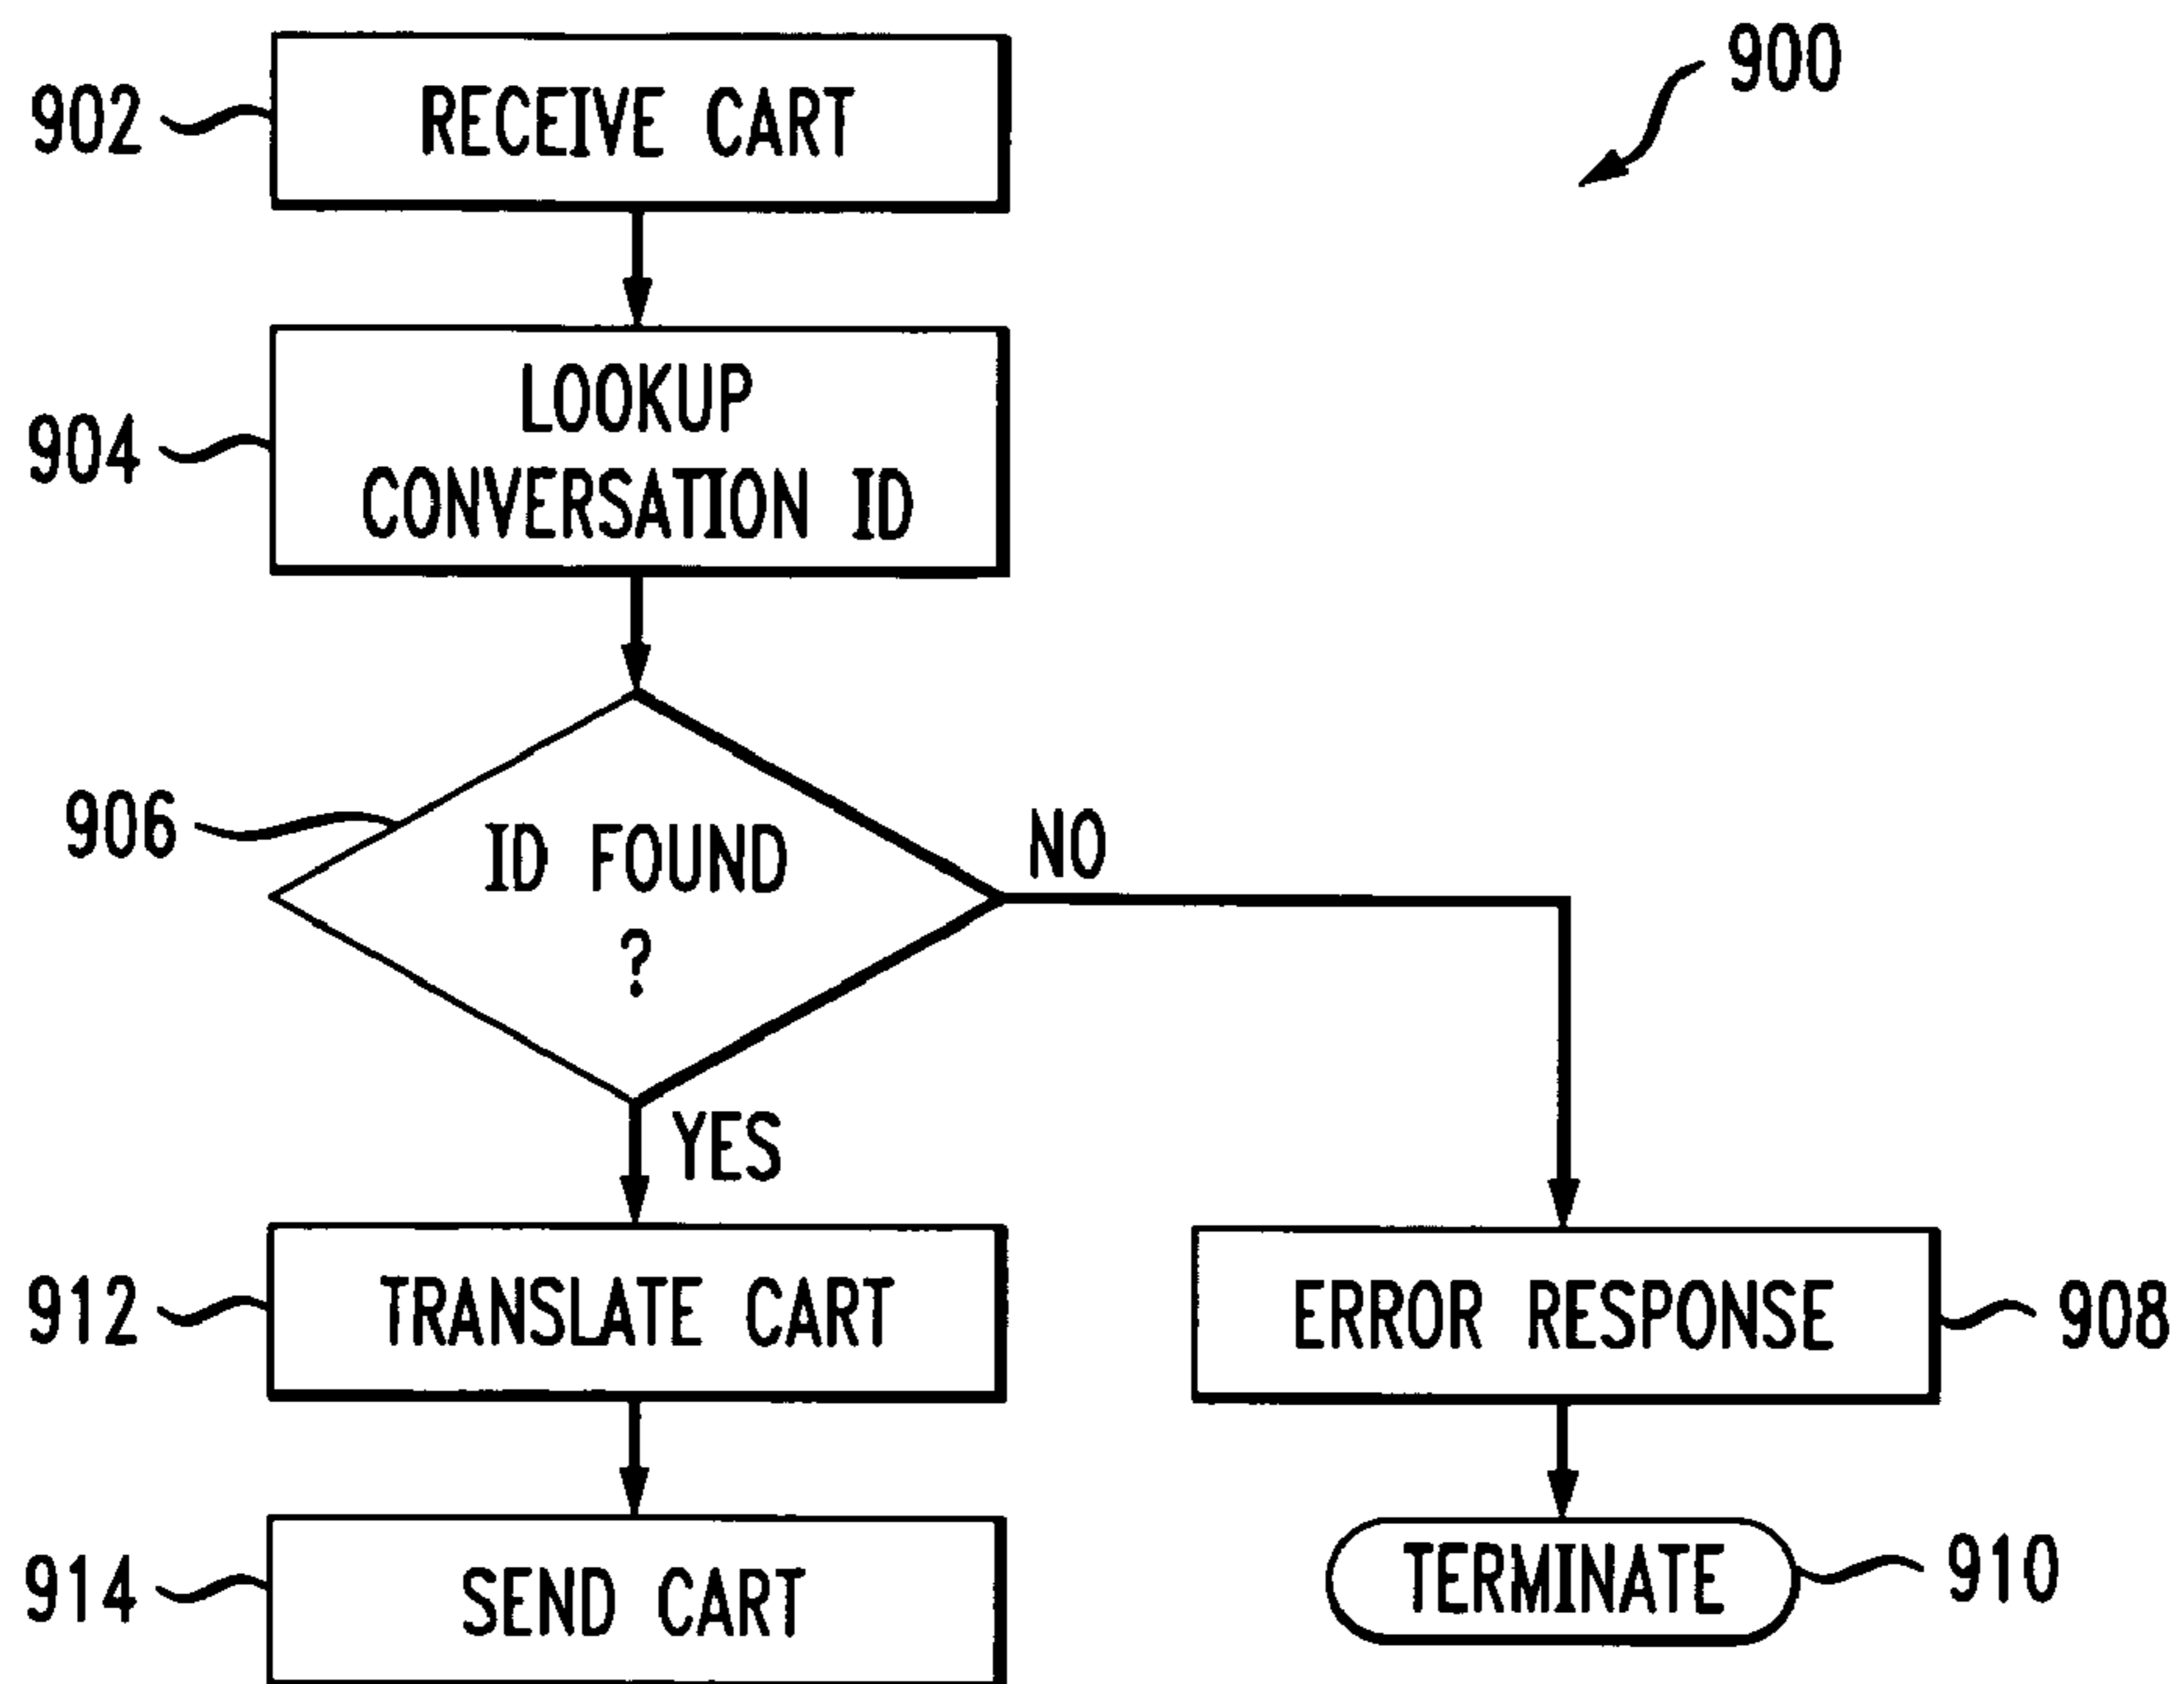 900
902
RECEIVE CART
904
LOOKUP
CONVERSATION ID
906
ID FOUND
?
NO
YES
912
TRANSLATE CART
ERROR RESPONSE
908
914
SEND CART
TERMINATE
910